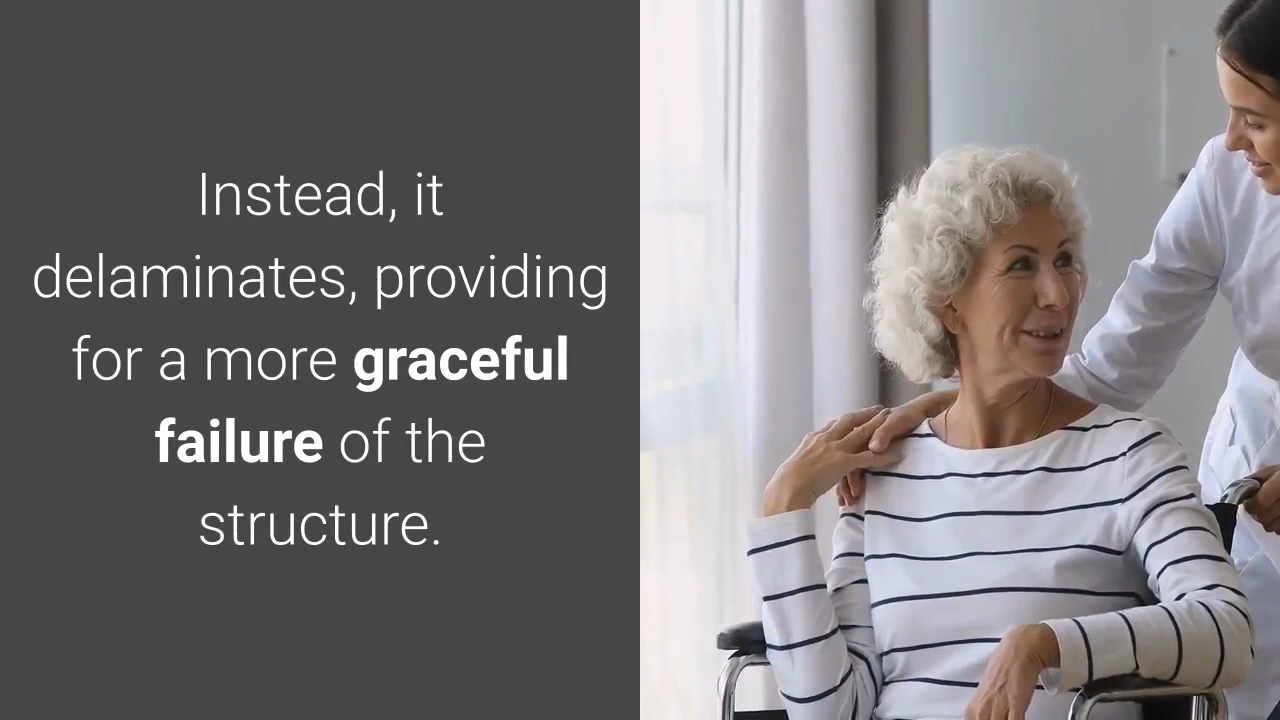 Instead, it
delaminates, providing
for a more graceful
failure of the
structure.